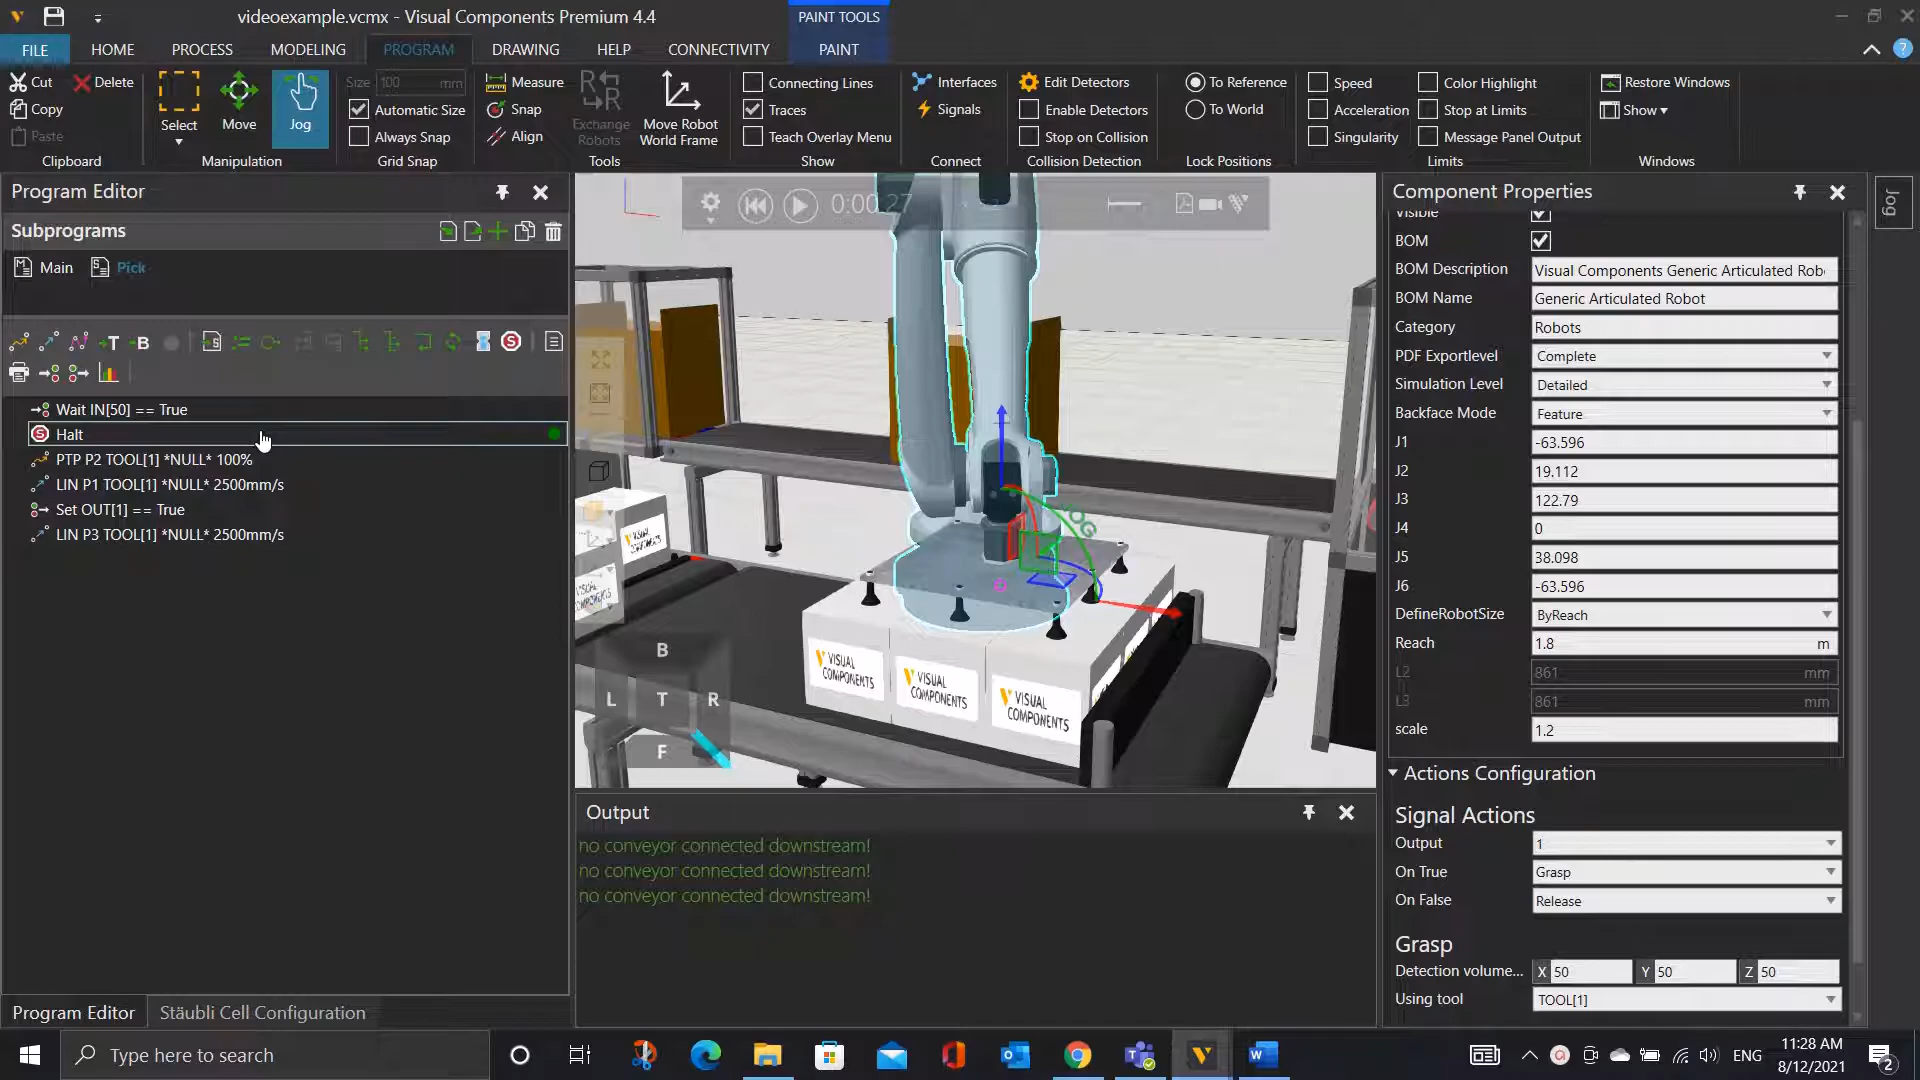 videoexample.vcmx - Visual Components Premium 4.4
PAINT TOOLS
FILE HOME PROCESS MODELING PROGRAM DRAWING HELP CONNECTIVITY PAINT
Cut Delete
Copy
Paste
Clipboard
Select Move Jog
Manipulation
Size 100 mm
Automatic Size
Always Snap
Grid Snap
Measure
Snap
Align
Exchange Robots
Move Robot World Frame
Tools
Connecting Lines
Traces
Teach Overlay Menu
Show
Interfaces
Signals
Connect
Edit Detectors
Enable Detectors
Stop on Collision
Collision Detection
To Reference
To World
Lock Positions
Speed
Acceleration
Singularity
Color Highlight
Stop at Limits
Message Panel Output
Limits
Restore Windows
Show
Windows
Program Editor
Subprograms
Main Pick
Wait IN[50] == True
Halt
PTP P2 TOOL[1] *NULL* 100%
LIN P1 TOOL[1] *NULL* 2500mm/s
Set OUT[1] == True
LIN P3 TOOL[1] *NULL* 2500mm/s
Program Editor Stäubli Cell Configuration
0:00:27
JOG
VISUAL COMPONENTS
VISUAL COMPONENTS
VISUAL COMPONENTS
VISUAL COMPONENTS
VISUAL COMPONENTS
B
L T R
F
Output
no conveyor connected downstream!
no conveyor connected downstream!
no conveyor connected downstream!
Component Properties
Jog
Visible
BOM
BOM Description Visual Components Generic Articulated Rob
BOM Name Generic Articulated Robot
Category Robots
PDF Exportlevel Complete
Simulation Level Detailed
Backface Mode Feature
J1 -63.596
J2 19.112
J3 122.79
J4 0
J5 38.098
J6 -63.596
DefineRobotSize ByReach
Reach 1.8 m
L2 861 mm
L3 861 mm
scale 1.2
Actions Configuration
Signal Actions
Output 1
On True Grasp
On False Release
Grasp
Detection volume... X 50 Y 50 Z 50
Using tool TOOL[1]
Type here to search
ENG
11:28 AM
8/12/2021
2